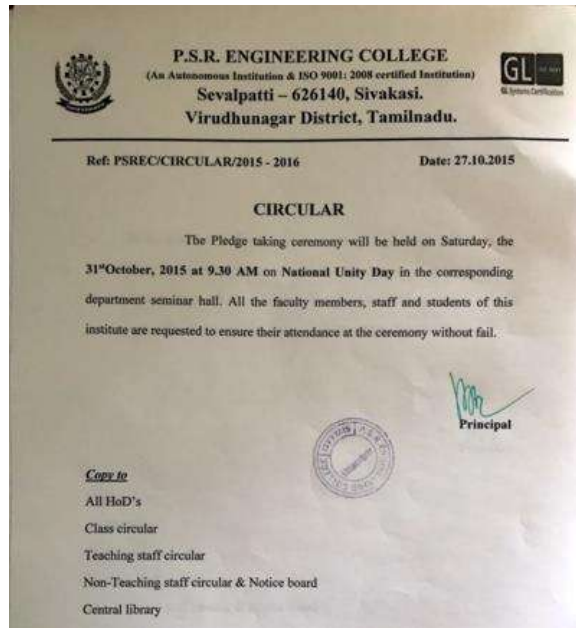 P.S.R. ENGINEERING COLLEGE
(An Autonomous Institution & ISO 9001: 2008 certified Institution)
Sevalpatti – 626140, Sivakasi.
Virudhunagar District, Tamilnadu.
GL
GL Systems Certification
Ref: PSREC/CIRCULAR/2015 - 2016 Date: 27.10.2015
CIRCULAR
The Pledge taking ceremony will be held on Saturday, the
31stOctober, 2015 at 9.30 AM on National Unity Day in the corresponding
department seminar hall. All the faculty members, staff and students of this
institute are requested to ensure their attendance at the ceremony without fail.
Principal
Copy to
All HoD's
Class circular
Teaching staff circular
Non-Teaching staff circular & Notice board
Central library